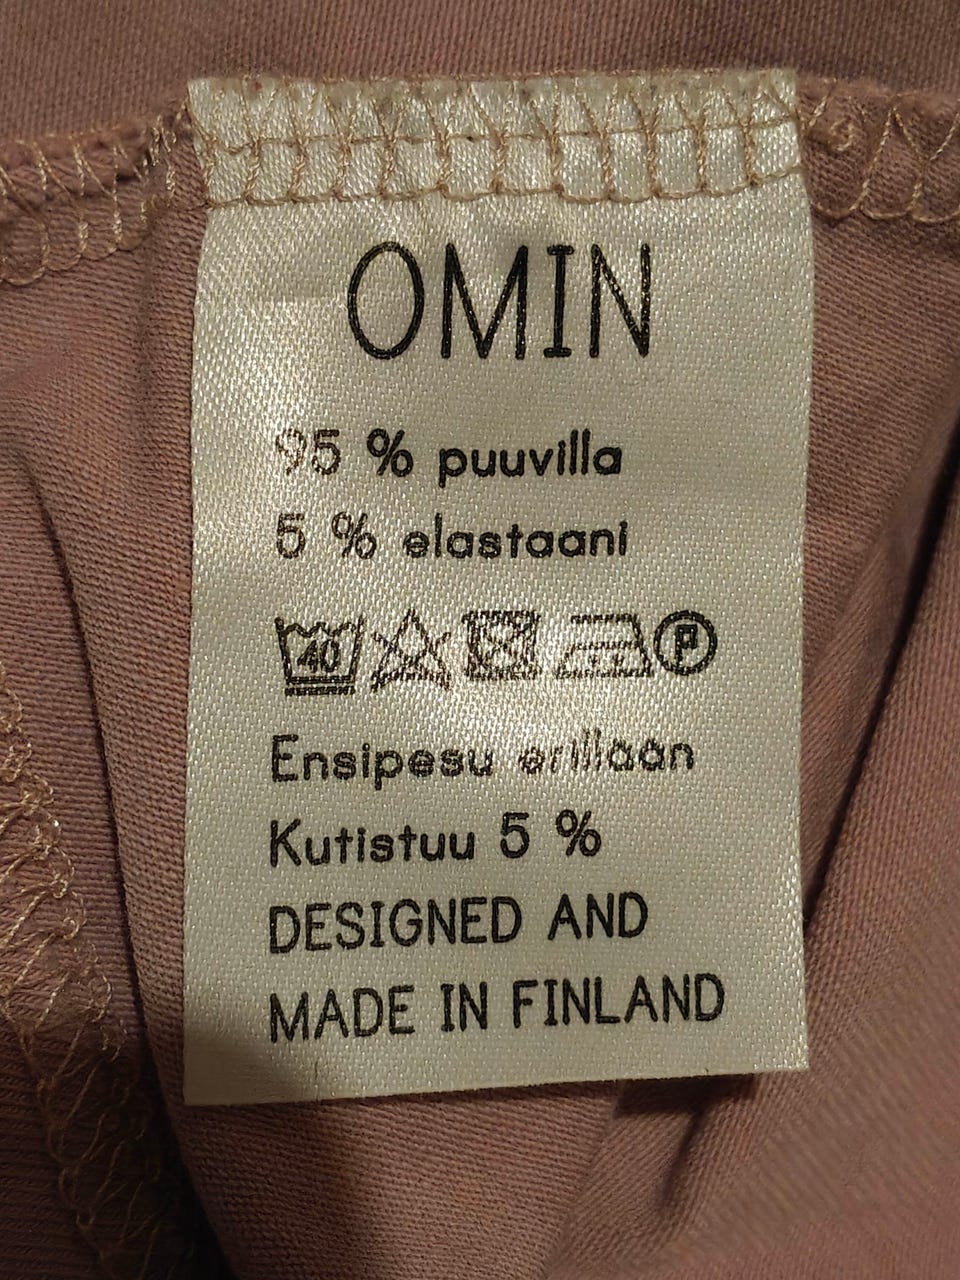 OMIN
95 % puuvilla
5 % elastaani
40 P
Ensipesu erillään
Kutistuu 5 %
DESIGNED AND
MADE IN FINLAND